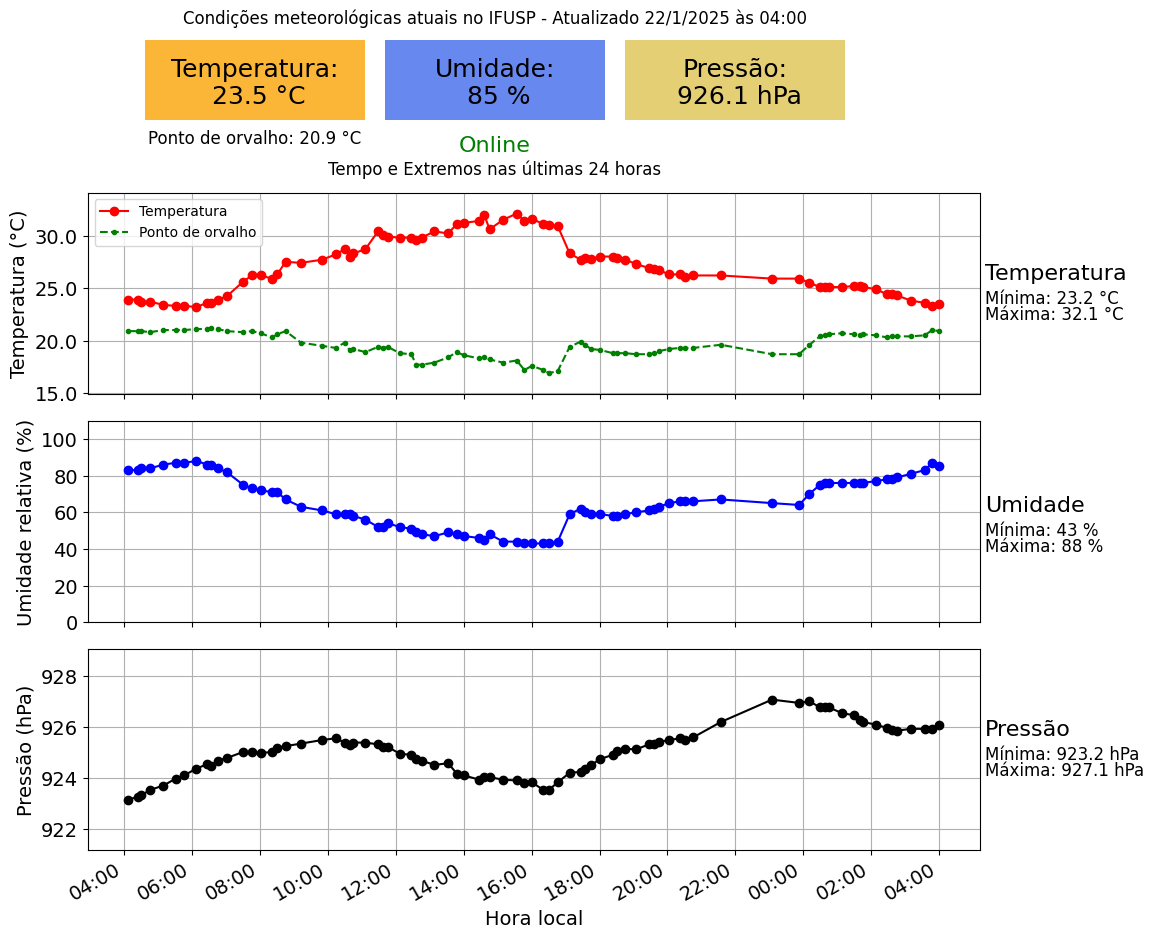 Condições meteorológicas atuais no IFUSP - Atualizado 22/1/2025 às 04:00
Temperatura:
23.5 °C
Umidade:
85 %
Pressão:
926.1 hPa
Ponto de orvalho: 20.9 °C
Online
Tempo e Extremos nas últimas 24 horas
Temperatura (°C)
30.0
25.0
20.0
15.0
Temperatura
Ponto de orvalho
Temperatura
Mínima: 23.2 °C
Máxima: 32.1 °C
Umidade relativa (%)
100
80
60
40
20
0
Umidade
Mínima: 43 %
Máxima: 88 %
Pressão (hPa)
928
926
924
922
Pressão
Mínima: 923.2 hPa
Máxima: 927.1 hPa
04:00 06:00 08:00 10:00 12:00 14:00 16:00 18:00 20:00 22:00 00:00 02:00 04:00
Hora local